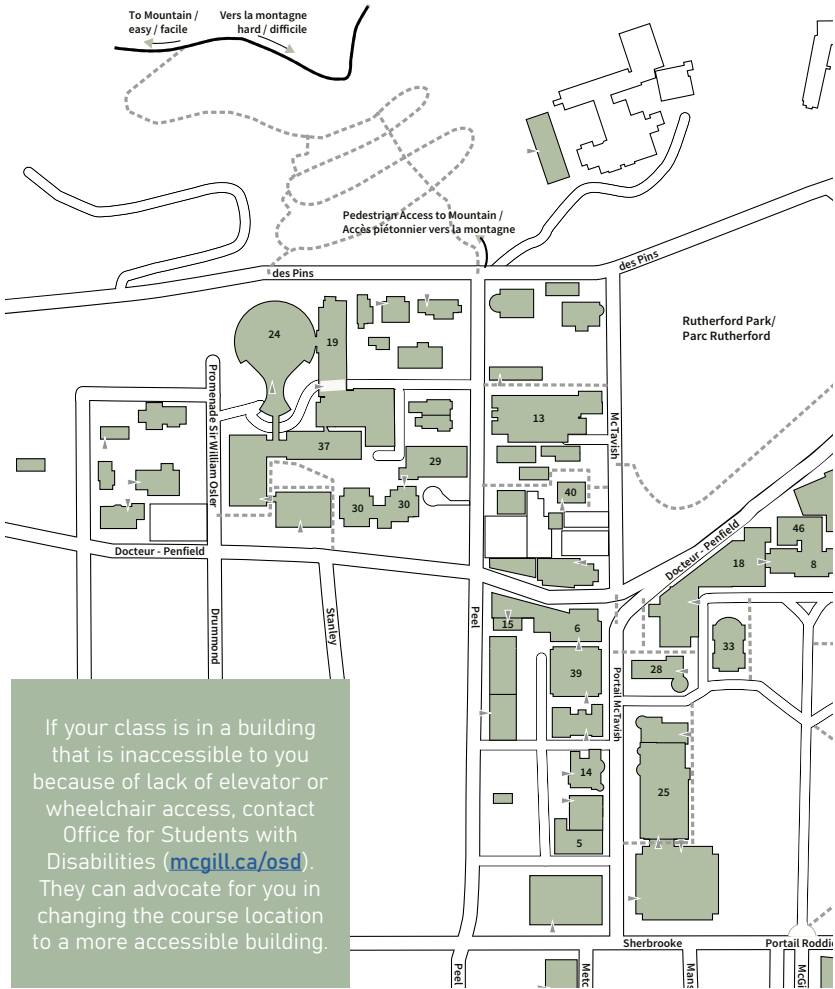 To Mountain /
easy / facile
Vers la montagne
hard / difficile
Pedestrian Access to Mountain /
Accès piétonnier vers la montagne
des Pins
des Pins
Rutherford Park/
Parc Rutherford
24
19
Promenade Sir William Osler
13
McTavish
37
29
40
30
30
46
Docteur - Penfield
Docteur - Penfield
18
8
Drummond
Stanley
Peel
15
6
33
39
28
Portail McTavish
14
25
5
If your class is in a building
that is inaccessible to you
because of lack of elevator or
wheelchair access, contact
Office for Students with
Disabilities (mcgill.ca/osd).
They can advocate for you in
changing the course location
to a more accessible building.
Sherbrooke
Portail Roddic
Peel
Metc
Mans
McGi